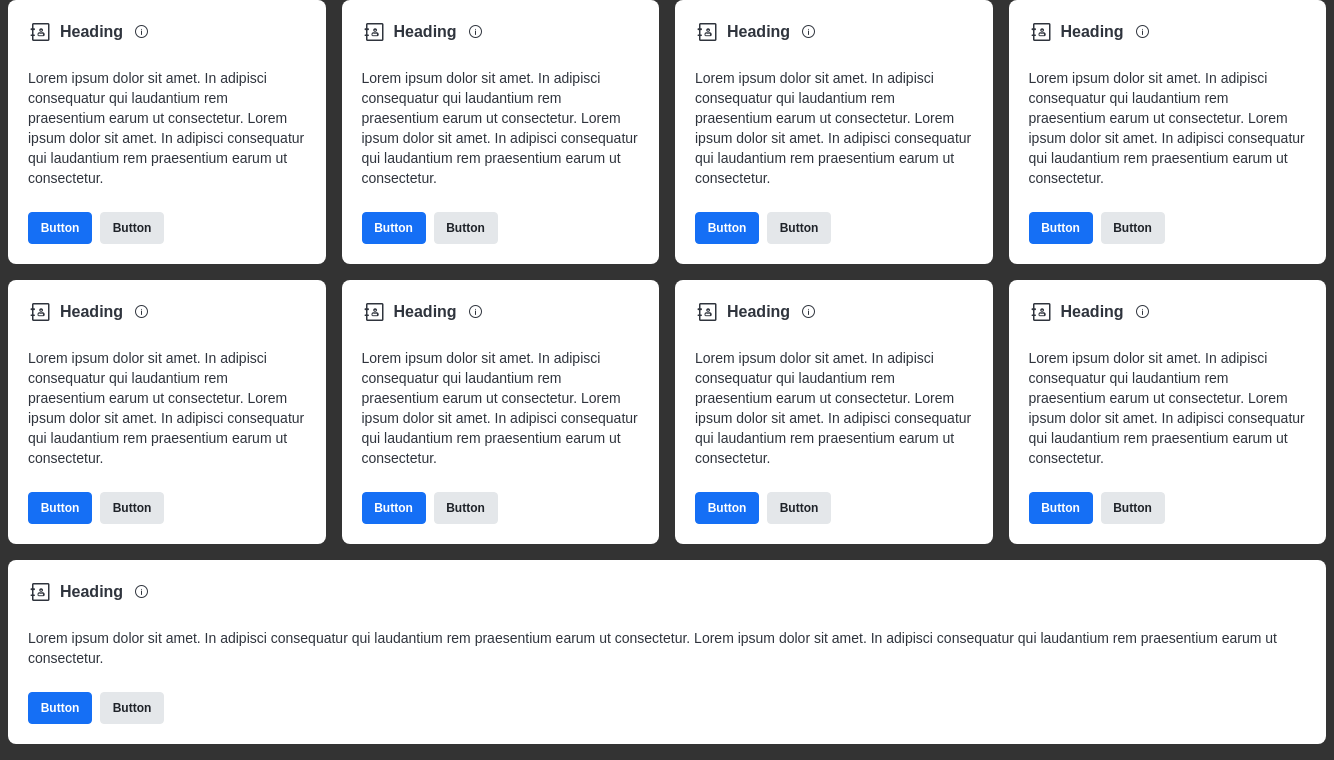 Heading
Lorem ipsum dolor sit amet. In adipisci
consequatur qui laudantium rem
praesentium earum ut consectetur. Lorem
ipsum dolor sit amet. In adipisci consequatur
qui laudantium rem praesentium earum ut
consectetur.
Button Button
Heading
Lorem ipsum dolor sit amet. In adipisci
consequatur qui laudantium rem
praesentium earum ut consectetur. Lorem
ipsum dolor sit amet. In adipisci consequatur
qui laudantium rem praesentium earum ut
consectetur.
Button Button
Heading
Lorem ipsum dolor sit amet. In adipisci
consequatur qui laudantium rem
praesentium earum ut consectetur. Lorem
ipsum dolor sit amet. In adipisci consequatur
qui laudantium rem praesentium earum ut
consectetur.
Button Button
Heading
Lorem ipsum dolor sit amet. In adipisci
consequatur qui laudantium rem
praesentium earum ut consectetur. Lorem
ipsum dolor sit amet. In adipisci consequatur
qui laudantium rem praesentium earum ut
consectetur.
Button Button
Heading
Lorem ipsum dolor sit amet. In adipisci
consequatur qui laudantium rem
praesentium earum ut consectetur. Lorem
ipsum dolor sit amet. In adipisci consequatur
qui laudantium rem praesentium earum ut
consectetur.
Button Button
Heading
Lorem ipsum dolor sit amet. In adipisci
consequatur qui laudantium rem
praesentium earum ut consectetur. Lorem
ipsum dolor sit amet. In adipisci consequatur
qui laudantium rem praesentium earum ut
consectetur.
Button Button
Heading
Lorem ipsum dolor sit amet. In adipisci
consequatur qui laudantium rem
praesentium earum ut consectetur. Lorem
ipsum dolor sit amet. In adipisci consequatur
qui laudantium rem praesentium earum ut
consectetur.
Button Button
Heading
Lorem ipsum dolor sit amet. In adipisci
consequatur qui laudantium rem
praesentium earum ut consectetur. Lorem
ipsum dolor sit amet. In adipisci consequatur
qui laudantium rem praesentium earum ut
consectetur.
Button Button
Heading
Lorem ipsum dolor sit amet. In adipisci consequatur qui laudantium rem praesentium earum ut consectetur. Lorem ipsum dolor sit amet. In adipisci consequatur qui laudantium rem praesentium earum ut
consectetur.
Button Button